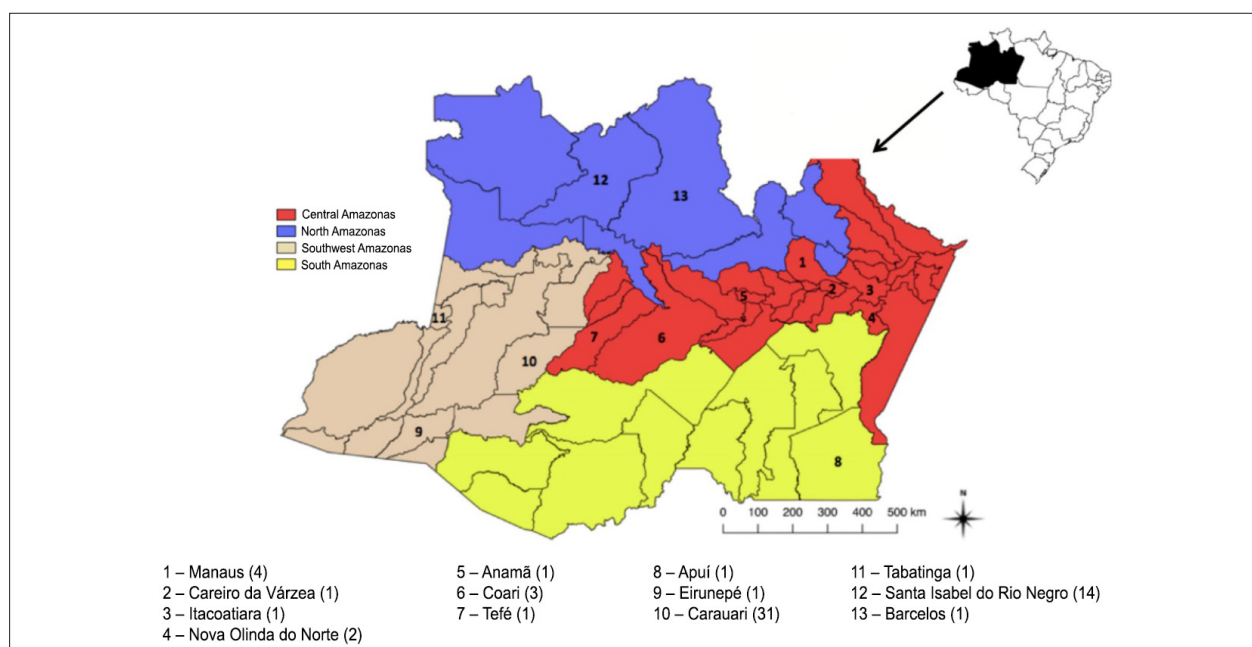 12
13
Central Amazonas
North Amazonas
Southwest Amazonas
South Amazonas
1
5
2
3
11
4
7
6
10
9
8
N
0 100 200 300 400 500 km
1 – Manaus (4)
2 – Careiro da Várzea (1)
3 – Itacoatiara (1)
4 – Nova Olinda do Norte (2)
5 – Anamã (1)
6 – Coari (3)
7 – Tefé (1)
8 – Apuí (1)
9 – Eirunepé (1)
10 – Carauari (31)
11 – Tabatinga (1)
12 – Santa Isabel do Rio Negro (14)
13 – Barcelos (1)